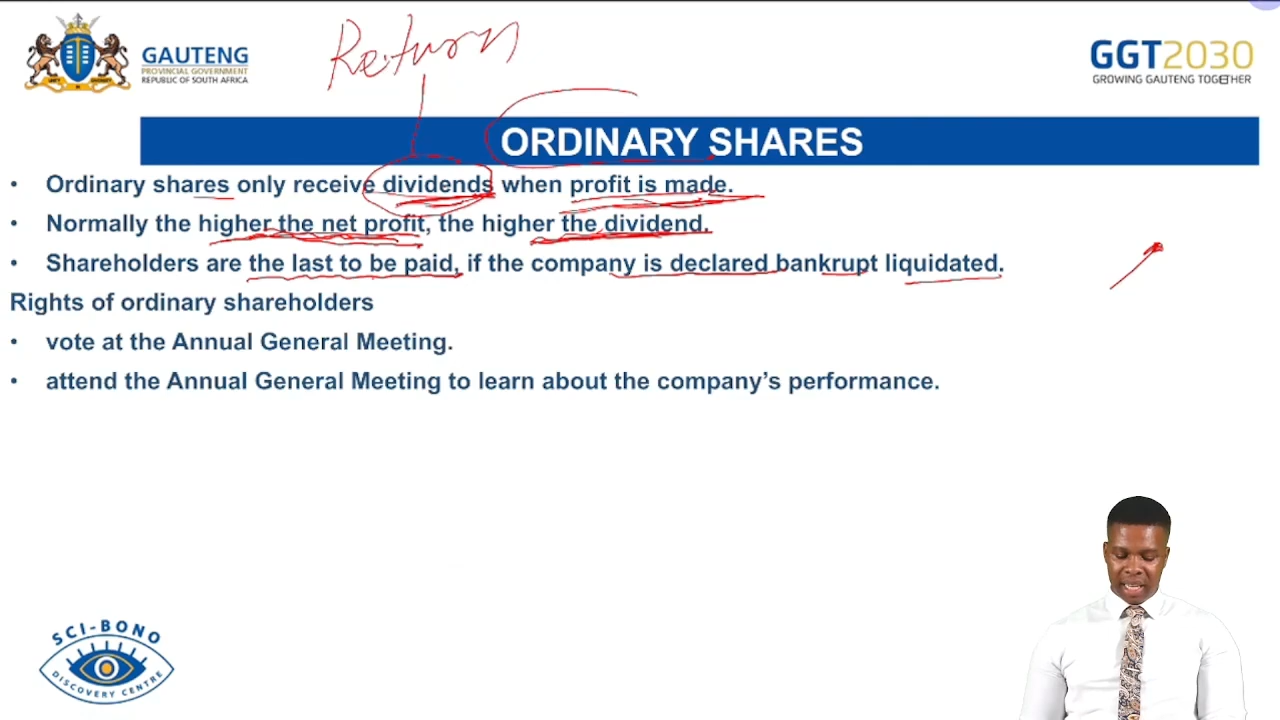 Return
GAUTENG
PROVINCIAL GOVERNMENT
REPUBLIC OF SOUTH AFRICA
GGT2030
GROWING GAUTENG TOGETHER
ORDINARY SHARES
• Ordinary shares only receive dividends when profit is made.
• Normally the higher the net profit, the higher the dividend.
• Shareholders are the last to be paid, if the company is declared bankrupt liquidated.
Rights of ordinary shareholders
• vote at the Annual General Meeting.
• attend the Annual General Meeting to learn about the company's performance.
SCI-BONO
DISCOVERY CENTRE